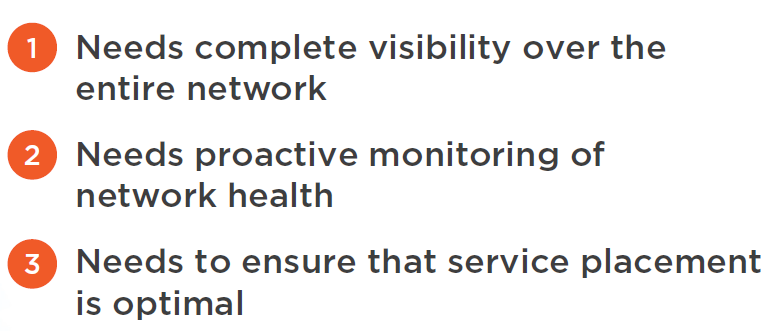 1 Needs complete visibility over the
entire network
2 Needs proactive monitoring of
network health
3 Needs to ensure that service placement
is optimal